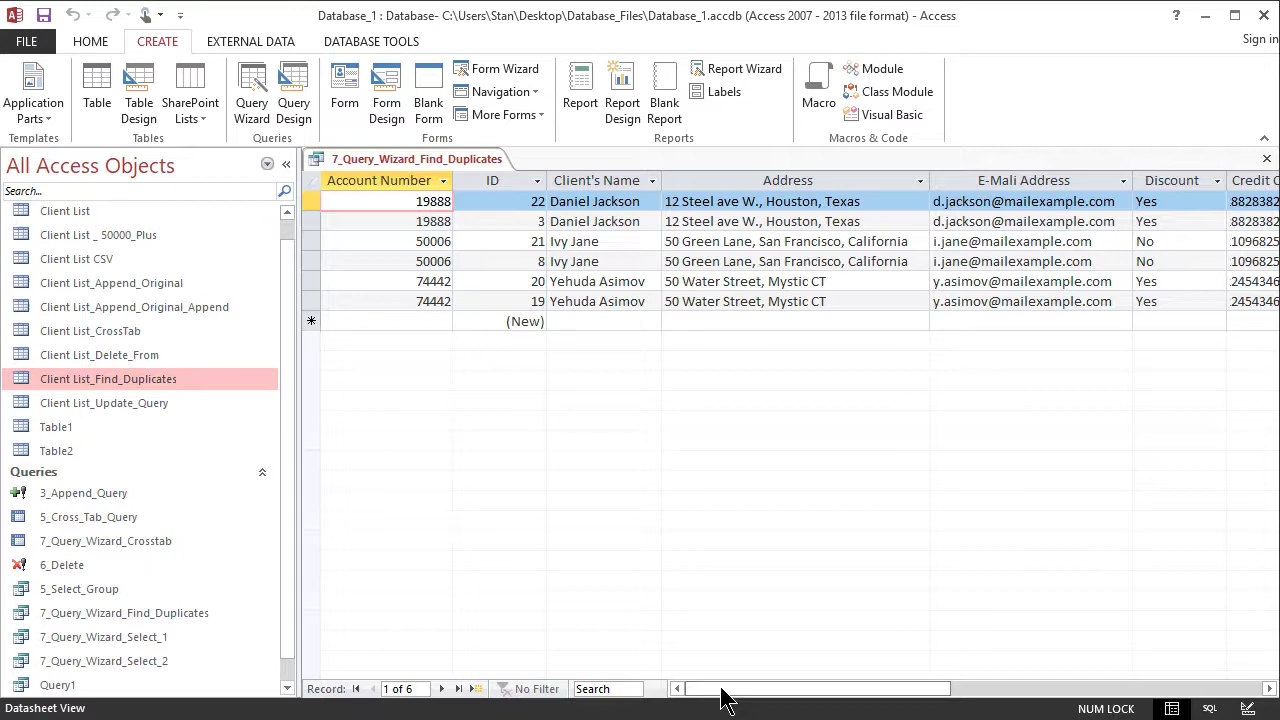 Database_1 : Database- C:\Users\Stan\Desktop\Database_Files\Database_1.accdb (Access 2007 - 2013 file format) - Access
FILE HOME CREATE EXTERNAL DATA DATABASE TOOLS Sign in
Application Parts
Table
Table Design
SharePoint Lists
Query Wizard
Query Design
Form
Form Design
Blank Form
Form Wizard
Navigation
More Forms
Report
Report Design
Blank Report
Report Wizard
Labels
Macro
Module
Class Module
Visual Basic
Templates Tables Queries Forms Reports Macros & Code
All Access Objects
Search...
Client List
Client List _ 50000_Plus
Client List CSV
Client List_Append_Original
Client List_Append_Original_Append
Client List_CrossTab
Client List_Delete_From
Client List_Find_Duplicates
Client List_Update_Query
Table1
Table2
Queries
3_Append_Query
5_Cross_Tab_Query
7_Query_Wizard_Crosstab
6_Delete
5_Select_Group
7_Query_Wizard_Find_Duplicates
7_Query_Wizard_Select_1
7_Query_Wizard_Select_2
Query1
7_Query_Wizard_Find_Duplicates
Account Number ID Client's Name Address E-Mali Address Discount Credit C
19888 22 Daniel Jackson 12 Steel ave W., Houston, Texas d.jackson@mailexample.com Yes .8828382
19888 3 Daniel Jackson 12 Steel ave W., Houston, Texas d.jackson@mailexample.com Yes .8828382
50006 21 Ivy Jane 50 Green Lane, San Francisco, California i.jane@mailexample.com No .1096825
50006 8 Ivy Jane 50 Green Lane, San Francisco, California i.jane@mailexample.com No .1096825
74442 20 Yehuda Asimov 50 Water Street, Mystic CT y.asimov@mailexample.com Yes .2454346
74442 19 Yehuda Asimov 50 Water Street, Mystic CT y.asimov@mailexample.com Yes .2454346
(New)
Record: 1 of 6 No Filter Search
Datasheet View NUM LOCK SQL